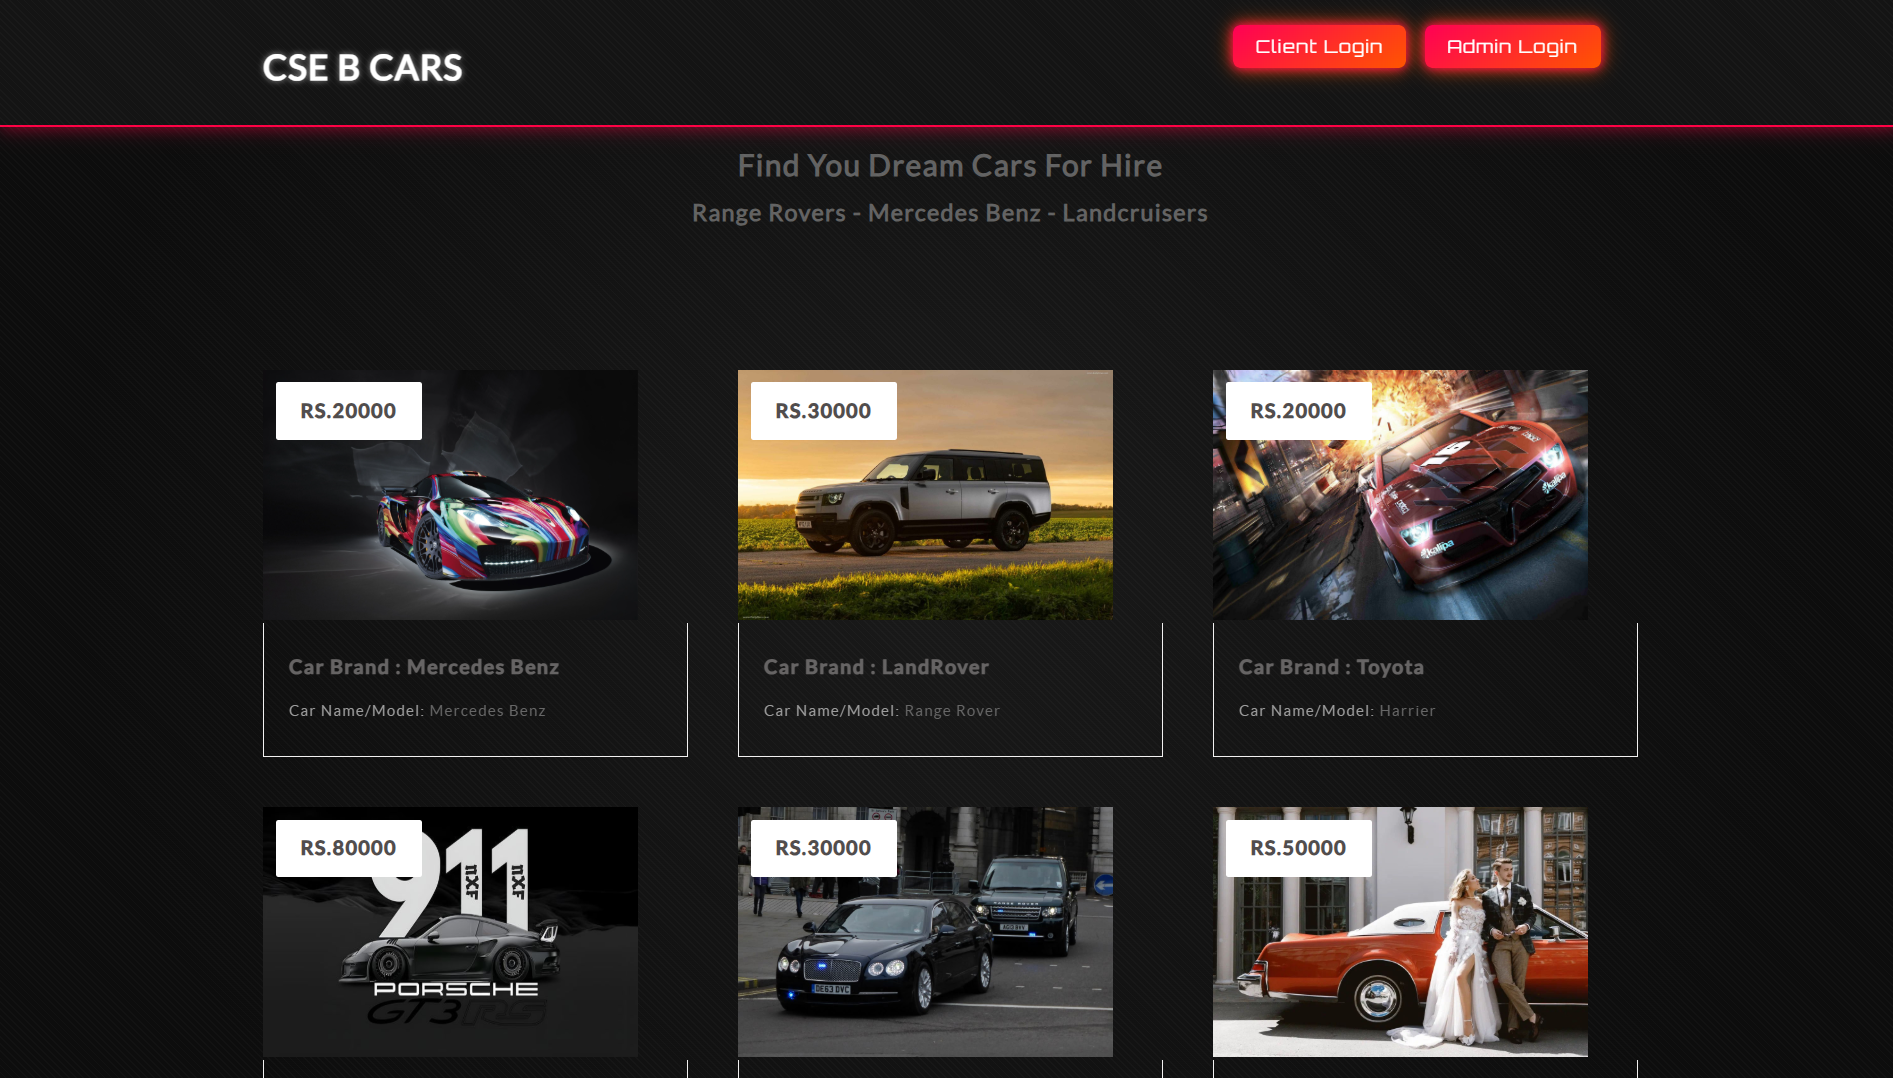 CSE B CARS
Client Login
Admin Login
Find You Dream Cars For Hire
Range Rovers - Mercedes Benz - Landcruisers
RS.20000
RS.30000
RS.20000
Car Brand : Mercedes Benz
Car Name/Model: Mercedes Benz
Car Brand : LandRover
Car Name/Model: Range Rover
Car Brand : Toyota
Car Name/Model: Harrier
RS.80000
911
PORSCHE
GT3RS
RS.30000
OE63 DVC
RS.50000